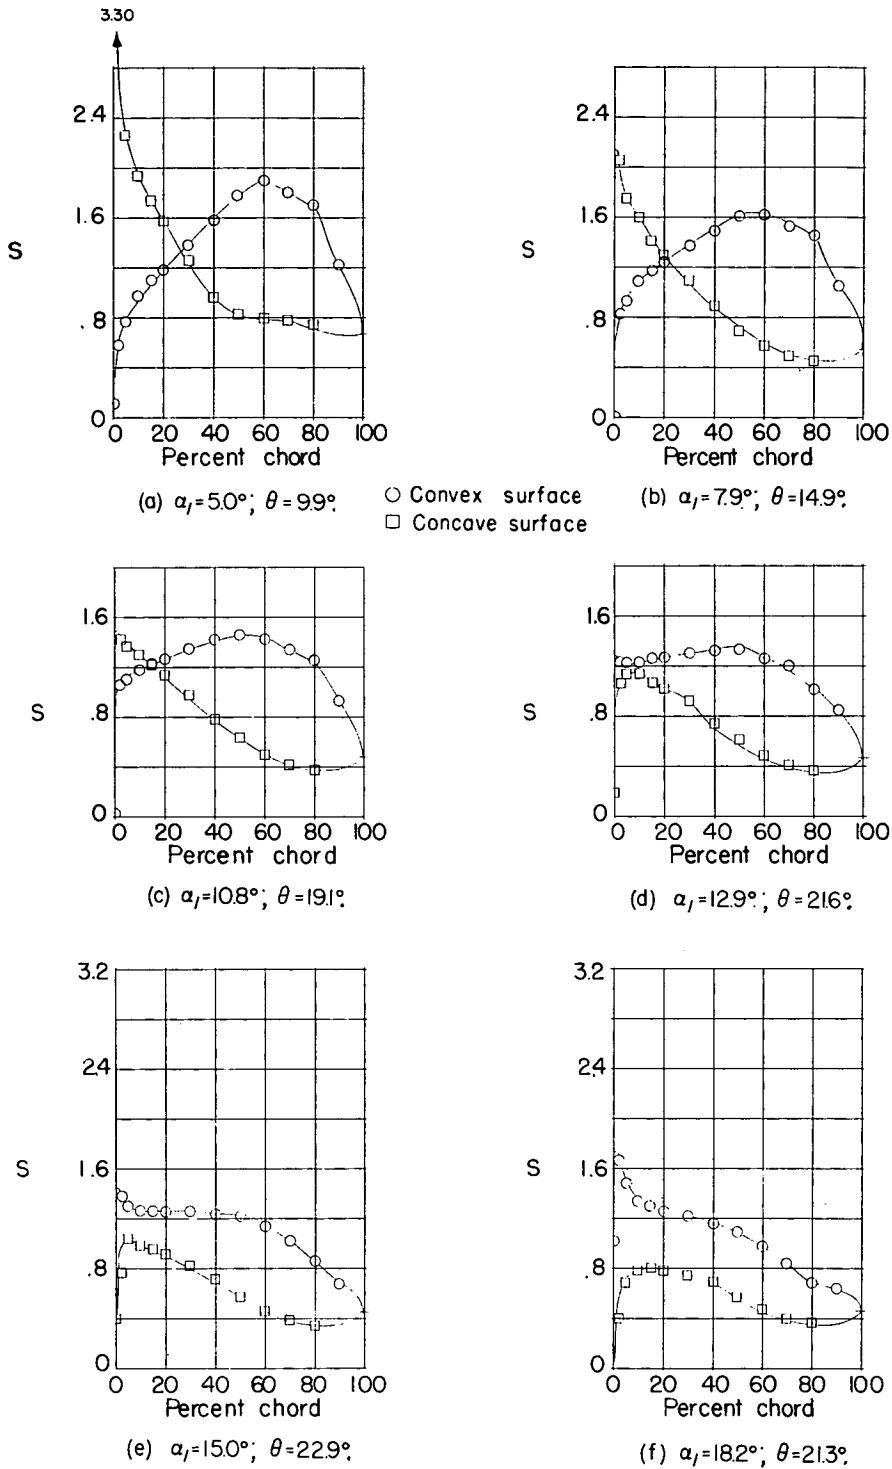 3.30
2.4
1.6
S
.8
0
0 20 40 60 80 100
Percent chord
(a) α₁=5.0°; θ=9.9°.
2.4
1.6
S
.8
0
0 20 40 60 80 100
Percent chord
(b) α₁=7.9°; θ=14.9°.
○ Convex surface
□ Concave surface
1.6
S
.8
0
0 20 40 60 80 100
Percent chord
(c) α₁=10.8°; θ=19.1°.
1.6
S
.8
0
0 20 40 60 80 100
Percent chord
(d) α₁=12.9°; θ=21.6°.
3.2
2.4
S
1.6
.8
0
0 20 40 60 80 100
Percent chord
(e) α₁=15.0°; θ=22.9°.
3.2
2.4
S
1.6
.8
0
0 20 40 60 80 100
Percent chord
(f) α₁=18.2°; θ=21.3°.